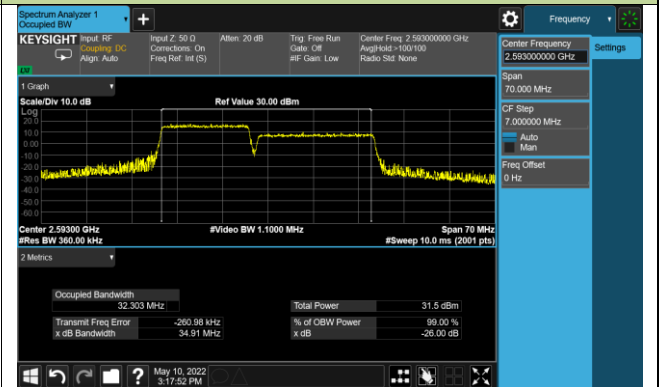 Spectrum Analyzer 1
Occupied BW
+
Frequency
KEYSIGHT
Input: RF
Coupling: DC
Align: Auto
Input Z: 50 Ω
Corrections: On
Freq Ref: Int (S)
Atten: 20 dB
Trig: Free Run
Gate: Off
#IF Gain: Low
Center Freq: 2.593000000 GHz
Avg|Hold:>100/100
Radio Std: None
Center Frequency
2.593000000 GHz
Settings
Span
70.000 MHz
CF Step
7.000000 MHz
Auto
Man
Freq Offset
0 Hz
1 Graph
Scale/Div 10.0 dB
Ref Value 30.00 dBm
Log
20.0
10.0
0.00
-10.0
-20.0
-30.0
-40.0
-50.0
-60.0
Center 2.59300 GHz
#Video BW 1.1000 MHz
Span 70 MHz
#Res BW 360.00 kHz
#Sweep 10.0 ms (2001 pts)
2 Metrics
Occupied Bandwidth
32.303 MHz
Total Power
31.5 dBm
Transmit Freq Error
-260.98 kHz
% of OBW Power
99.00 %
x dB Bandwidth
34.91 MHz
x dB
-26.00 dB
?
May 10, 2022
3:17:52 PM